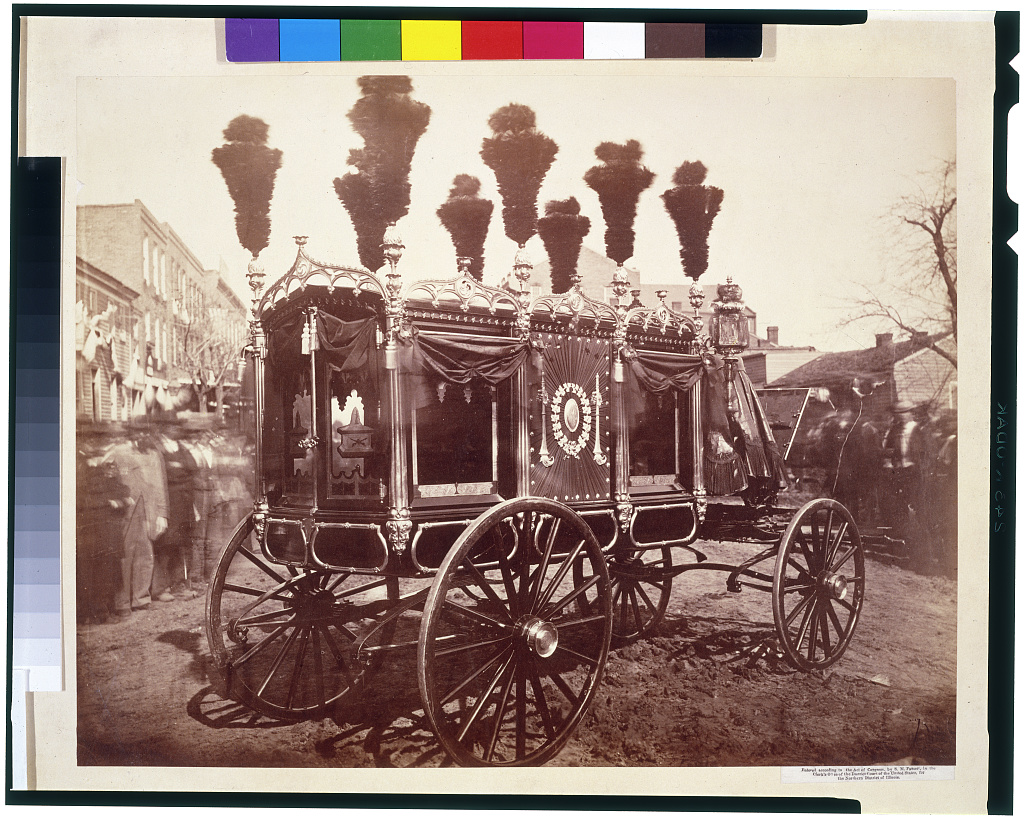 Entered according to the Act of Congress, by S. M. Fassett, in the
Clerk's Office of the District Court of the United States, for
the Northern District of Illinois.
KODAK